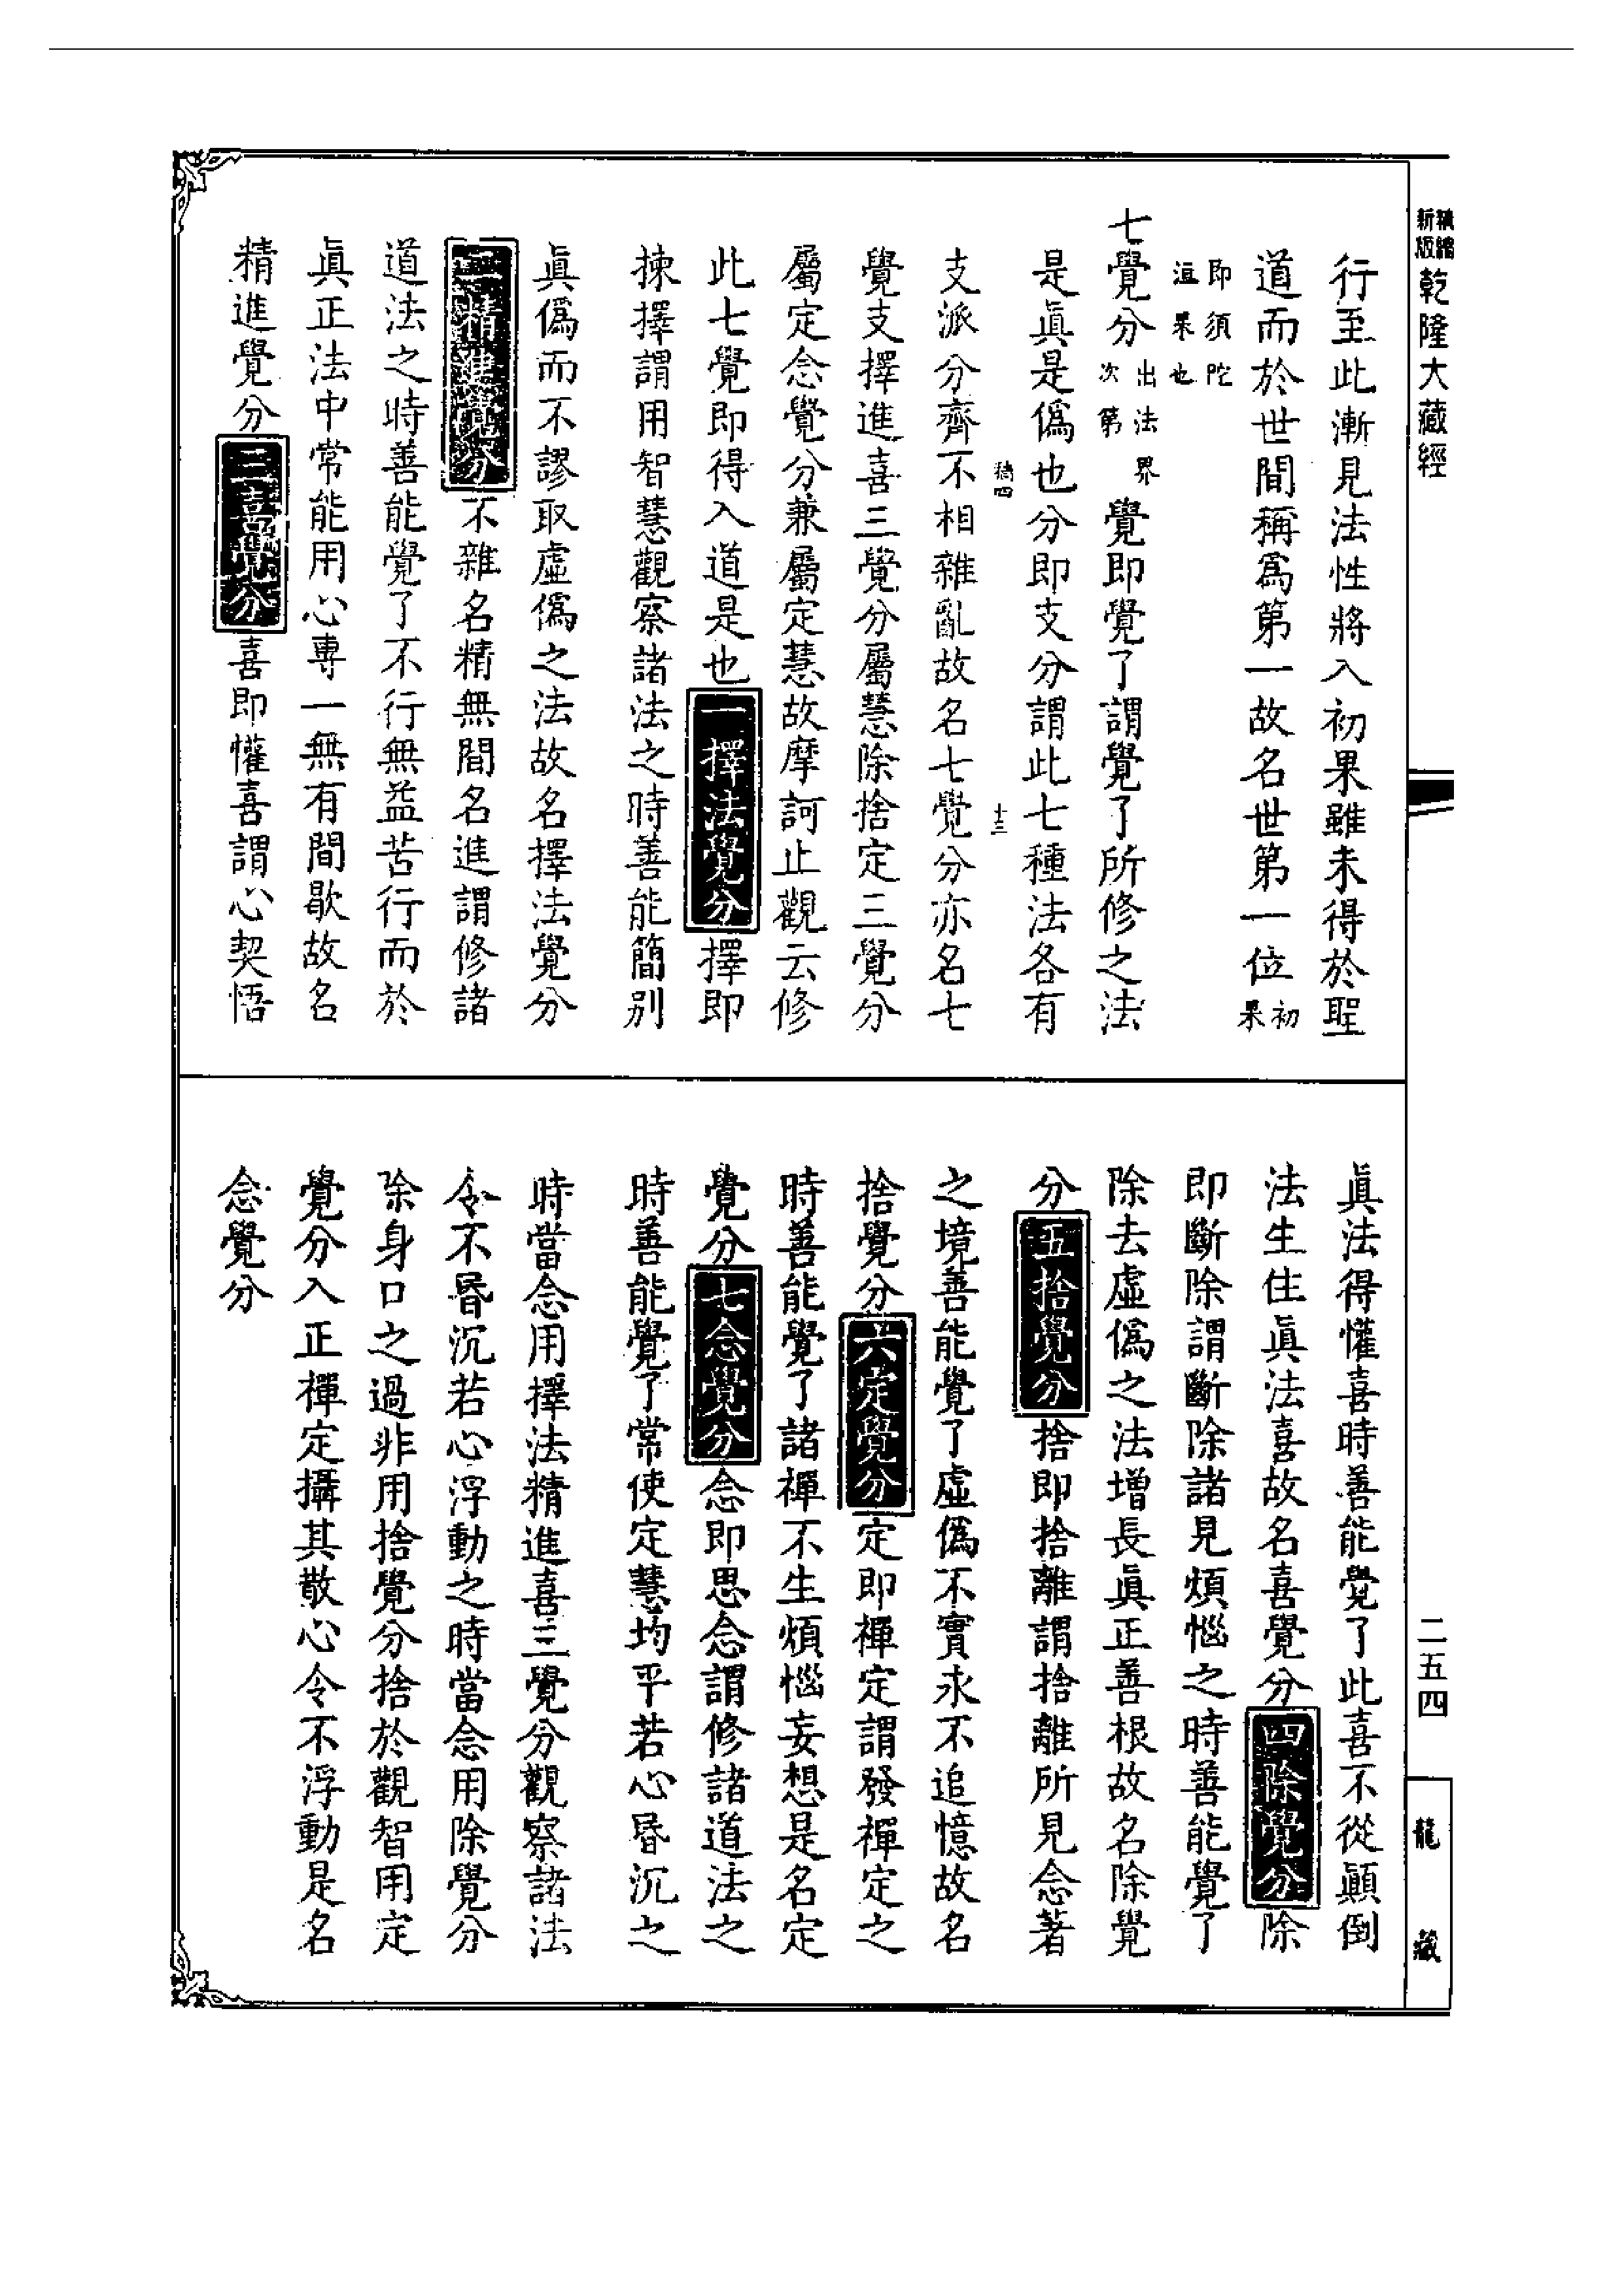 精縮
新版
乾隆大藏經
行至此漸見法性將入初果雖未得於聖
道而於世間稱為第一故名世第一位初
果
即須陀
洹果也
七覺分出法界
次第
覺即覺了謂覺了所修之法
是眞是偽也分即支分謂此七種法各有
支派分齊不相雜亂故名七覺分亦名七
覺支擇進喜三覺分屬慧除捨定三覺分
屬定念覺分兼屬定慧故摩訶止觀云修
此七覺即得入道是也一擇法覺分擇即
揀擇謂用智慧觀察諸法之時善能簡別
眞偽而不謬取虛偽之法故名擇法覺分
二精進覺分不雜名精無間名進謂修諸
道法之時善能覺了不行無益苦行而於
眞正法中常能用心專一無有間歇故名
精進覺分三喜覺分喜即懽喜謂心契悟
眞法得懽喜時善能覺了此喜不從顚倒
法生住眞法喜故名喜覺分四除覺分除
即斷除謂斷除諸見煩惱之時善能覺了
除去虛偽之法增長眞正善根故名除覺
分五捨覺分捨即捨離謂捨離所見念著
之境善能覺了虛偽不實永不追憶故名
捨覺分六定覺分定即禪定謂發禪定之
時善能覺了諸禪不生煩惱妄想是名定
覺分七念覺分念即思念謂修諸道法之
時善能覺了常使定慧均平若心昬沉之
時當念用擇法精進喜三覺分觀察諸法
令不昬沉若心浮動之時當念用除覺分
除身口之過非用捨覺分捨於觀智用定
覺分入正禪定攝其散心令不浮動是名
念覺分
二五四
龍藏
十三